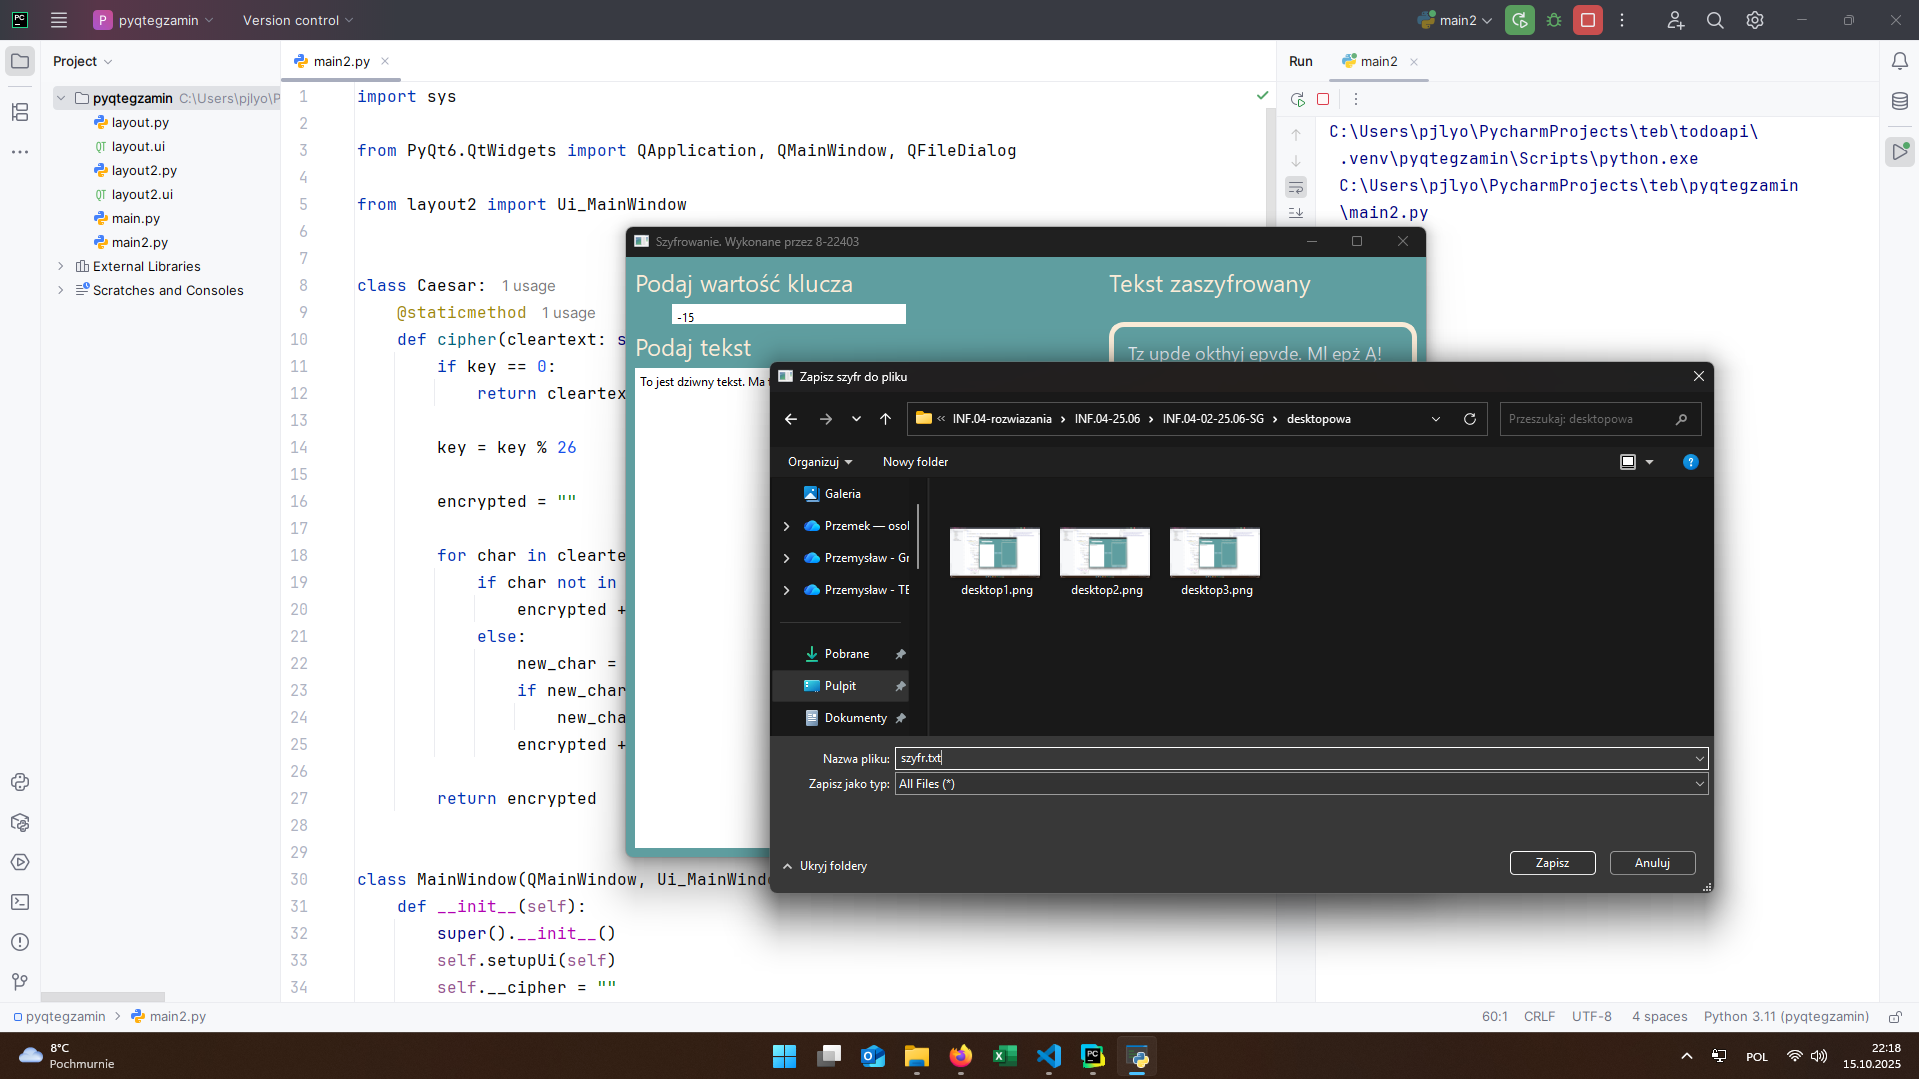 PC
P pyqtegzamin
Version control
main2
Project
main2.py
Run
main2
pyqtegzamin C:\Users\pjlyo\P
layout.py
QT layout.ui
layout2.py
QT layout2.ui
main.py
main2.py
External Libraries
Scratches and Consoles
1 import sys
2
3 from PyQt6.QtWidgets import QApplication, QMainWindow, QFileDialog
4
5 from layout2 import Ui_MainWindow
6
7
8 class Caesar: 1 usage
9 @staticmethod 1 usage
10 def cipher(cleartext: s
11 if key == 0:
12 return cleartex
13
14 key = key % 26
15
16 encrypted = ""
17
18 for char in clearte
19 if char not in
20 encrypted +
21 else:
22 new_char =
23 if new_char
24 new_cha
25 encrypted +
26
27 return encrypted
28
29
30 class MainWindow(QMainWindow, Ui_MainWindo
31 def __init__(self):
32 super().__init__()
33 self.setupUi(self)
34 self.__cipher = ""
C:\Users\pjlyo\PycharmProjects\teb\todoapi\
.venv\pyqtegzamin\Scripts\python.exe
C:\Users\pjlyo\PycharmProjects\teb\pyqtegzamin
\main2.py
Szyfrowanie. Wykonane przez 8-22403
Podaj wartość klucza
-15
Podaj tekst
To jest dziwny tekst. Ma
Tekst zaszyfrowany
Tz upde okthyj epvde. Ml epż A!
Zapisz szyfr do pliku
« INF.04-rozwiazania › INF.04-25.06 › INF.04-02-25.06-SG › desktopowa
Przeszukaj: desktopowa
Organizuj
Nowy folder
?
Galeria
Przemek — osol
Przemysław - Gr
Przemysław - TE
Pobrane
Pulpit
Dokumenty
desktop1.png
desktop2.png
desktop3.png
Nazwa pliku: szyfr.txt
Zapisz jako typ: All Files (*)
Ukryj foldery
Zapisz
Anuluj
pyqtegzamin › main2.py
60:1 CRLF UTF-8 4 spaces Python 3.11 (pyqtegzamin)
8°C
Pochmurnie
POL
22:18
15.10.2025